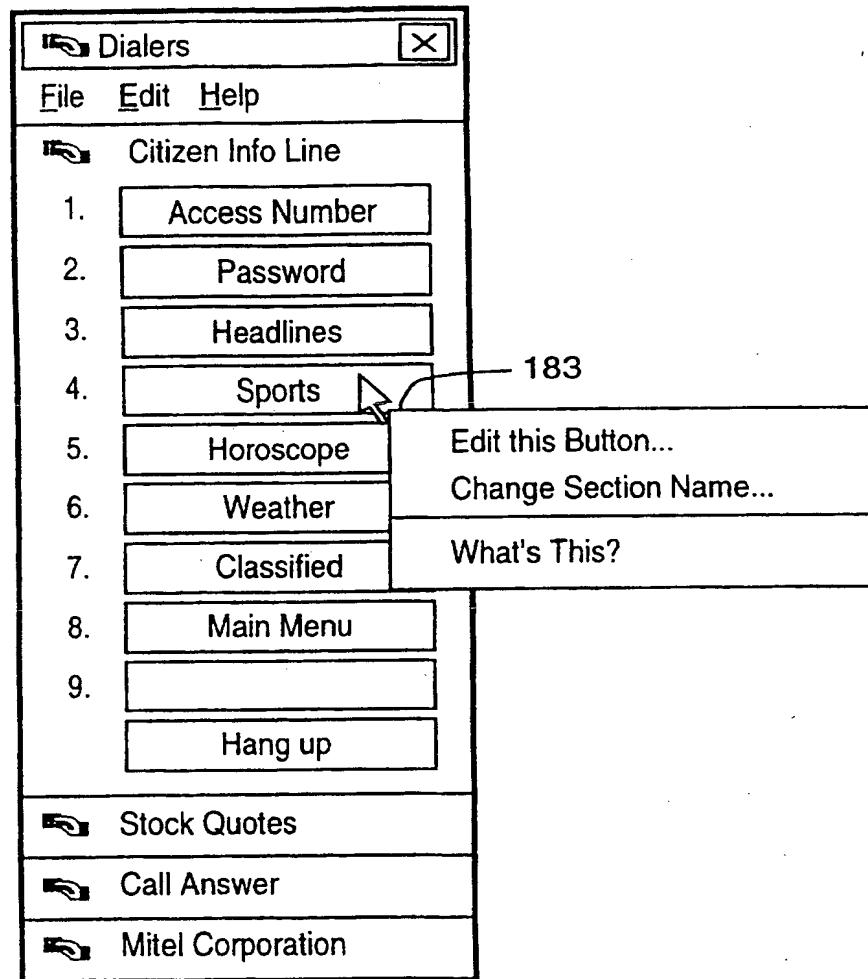 Dialers
File Edit Help
Citizen Info Line
1. Access Number
2. Password
3. Headlines
4. Sports
183
5. Horoscope
6. Weather
7. Classified
8. Main Menu
9.
Hang up
Edit this Button...
Change Section Name...
What's This?
Stock Quotes
Call Answer
Mitel Corporation